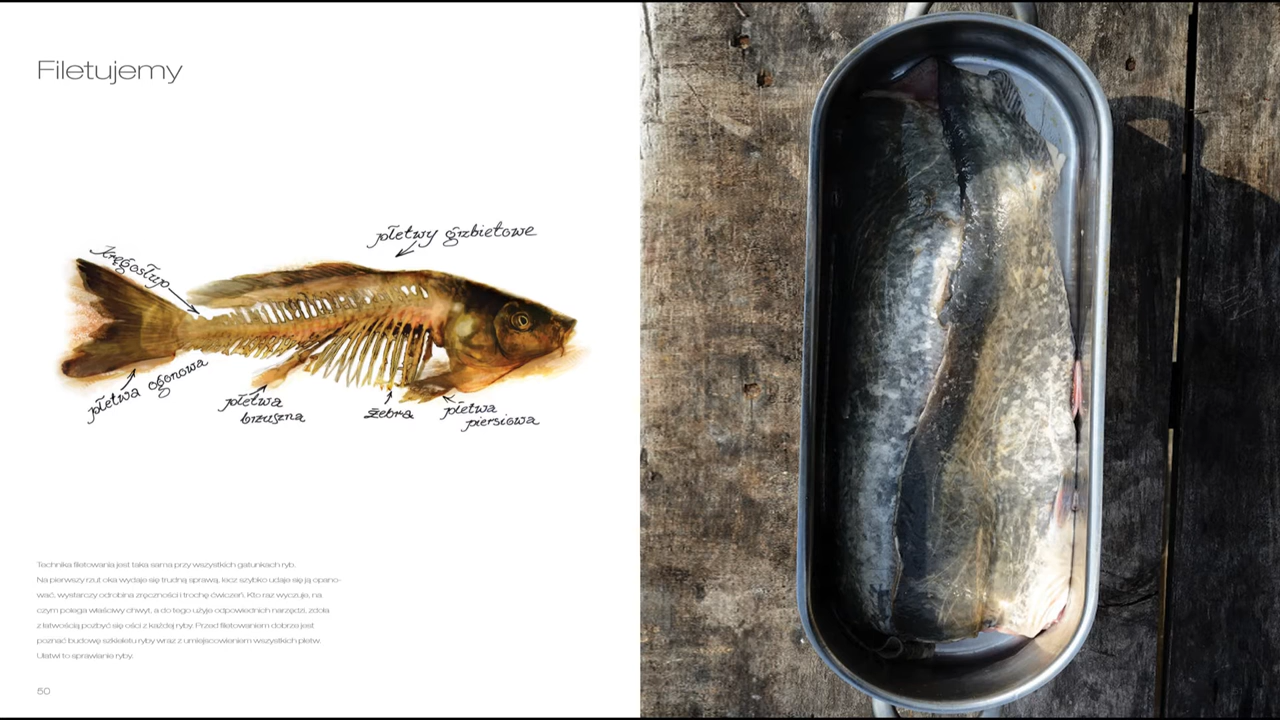 Filetujemy
pletwy grzbietowe
kręgosłup
płetwa ogonowa
płetwa
brzuszna
żebra
płetwa
piersiowa
Technika filetowania jest taka sama przy wszystkich gatunkach ryb.
Na pierwszy rzut oka wydaje się trudną sprawą, lecz szybko udaje się ją opano-
wać, wystarczy odrobina zręczności i trochę ćwiczeń. Kto raz wyczuje, na
czym polega właściwy chwyt, a do tego użyje odpowiednich narzędzi, zdoła
z łatwością pozbyć się ości z każdej ryby. Przed filetowaniem dobrze jest
poznać budowę szkieletu ryby wraz z umiejscowieniem wszystkich płetw.
Ułatwi to sprawianie ryby.
50